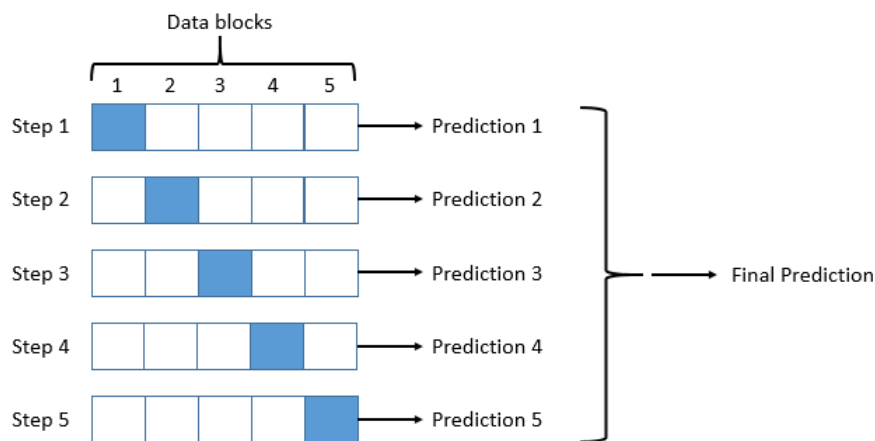 Data blocks
1 2 3 4 5
Step 1 Prediction 1
Step 2 Prediction 2
Step 3 Prediction 3 Final Prediction
Step 4 Prediction 4
Step 5 Prediction 5